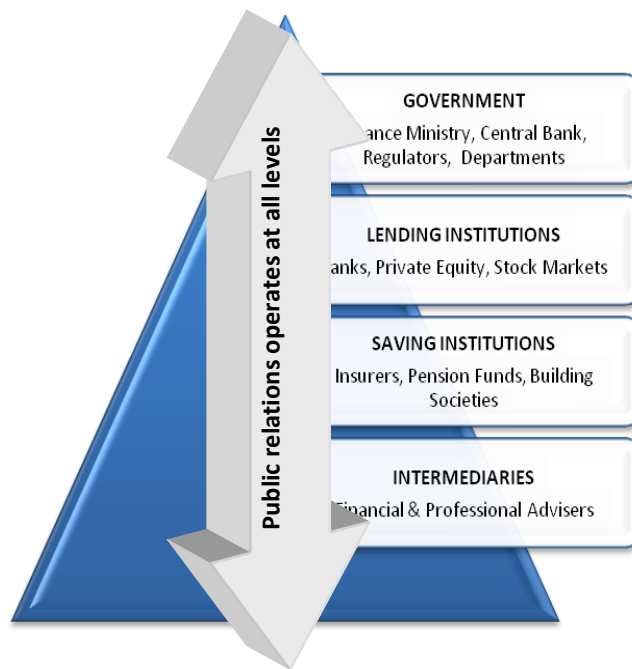 Public relations operates at all levels
GOVERNMENT
ance Ministry, Central Bank,
Regulators, Departments
LENDING INSTITUTIONS
anks, Private Equity, Stock Markets
SAVING INSTITUTIONS
Insurers, Pension Funds, Building
Societies
INTERMEDIARIES
Financial & Professional Advisers